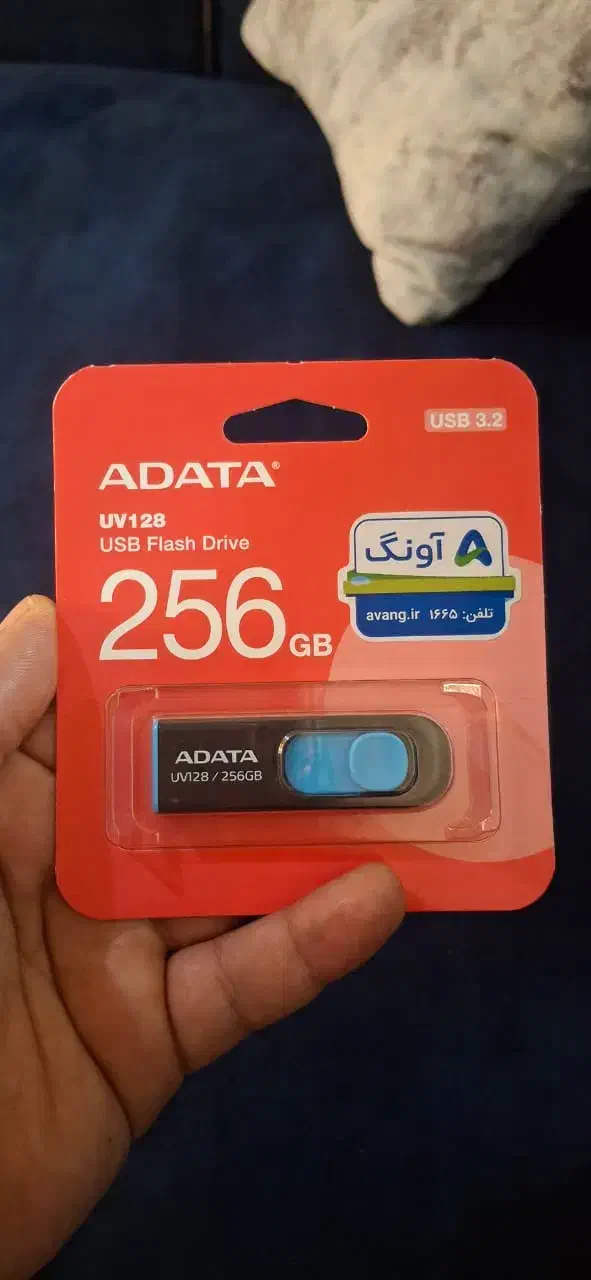 USB 3.2
ADATA®
UV128
USB Flash Drive
256GB
آونگ
تلفن: ۱۶۶۵ avang.ir
ADATA
UV128 / 256GB